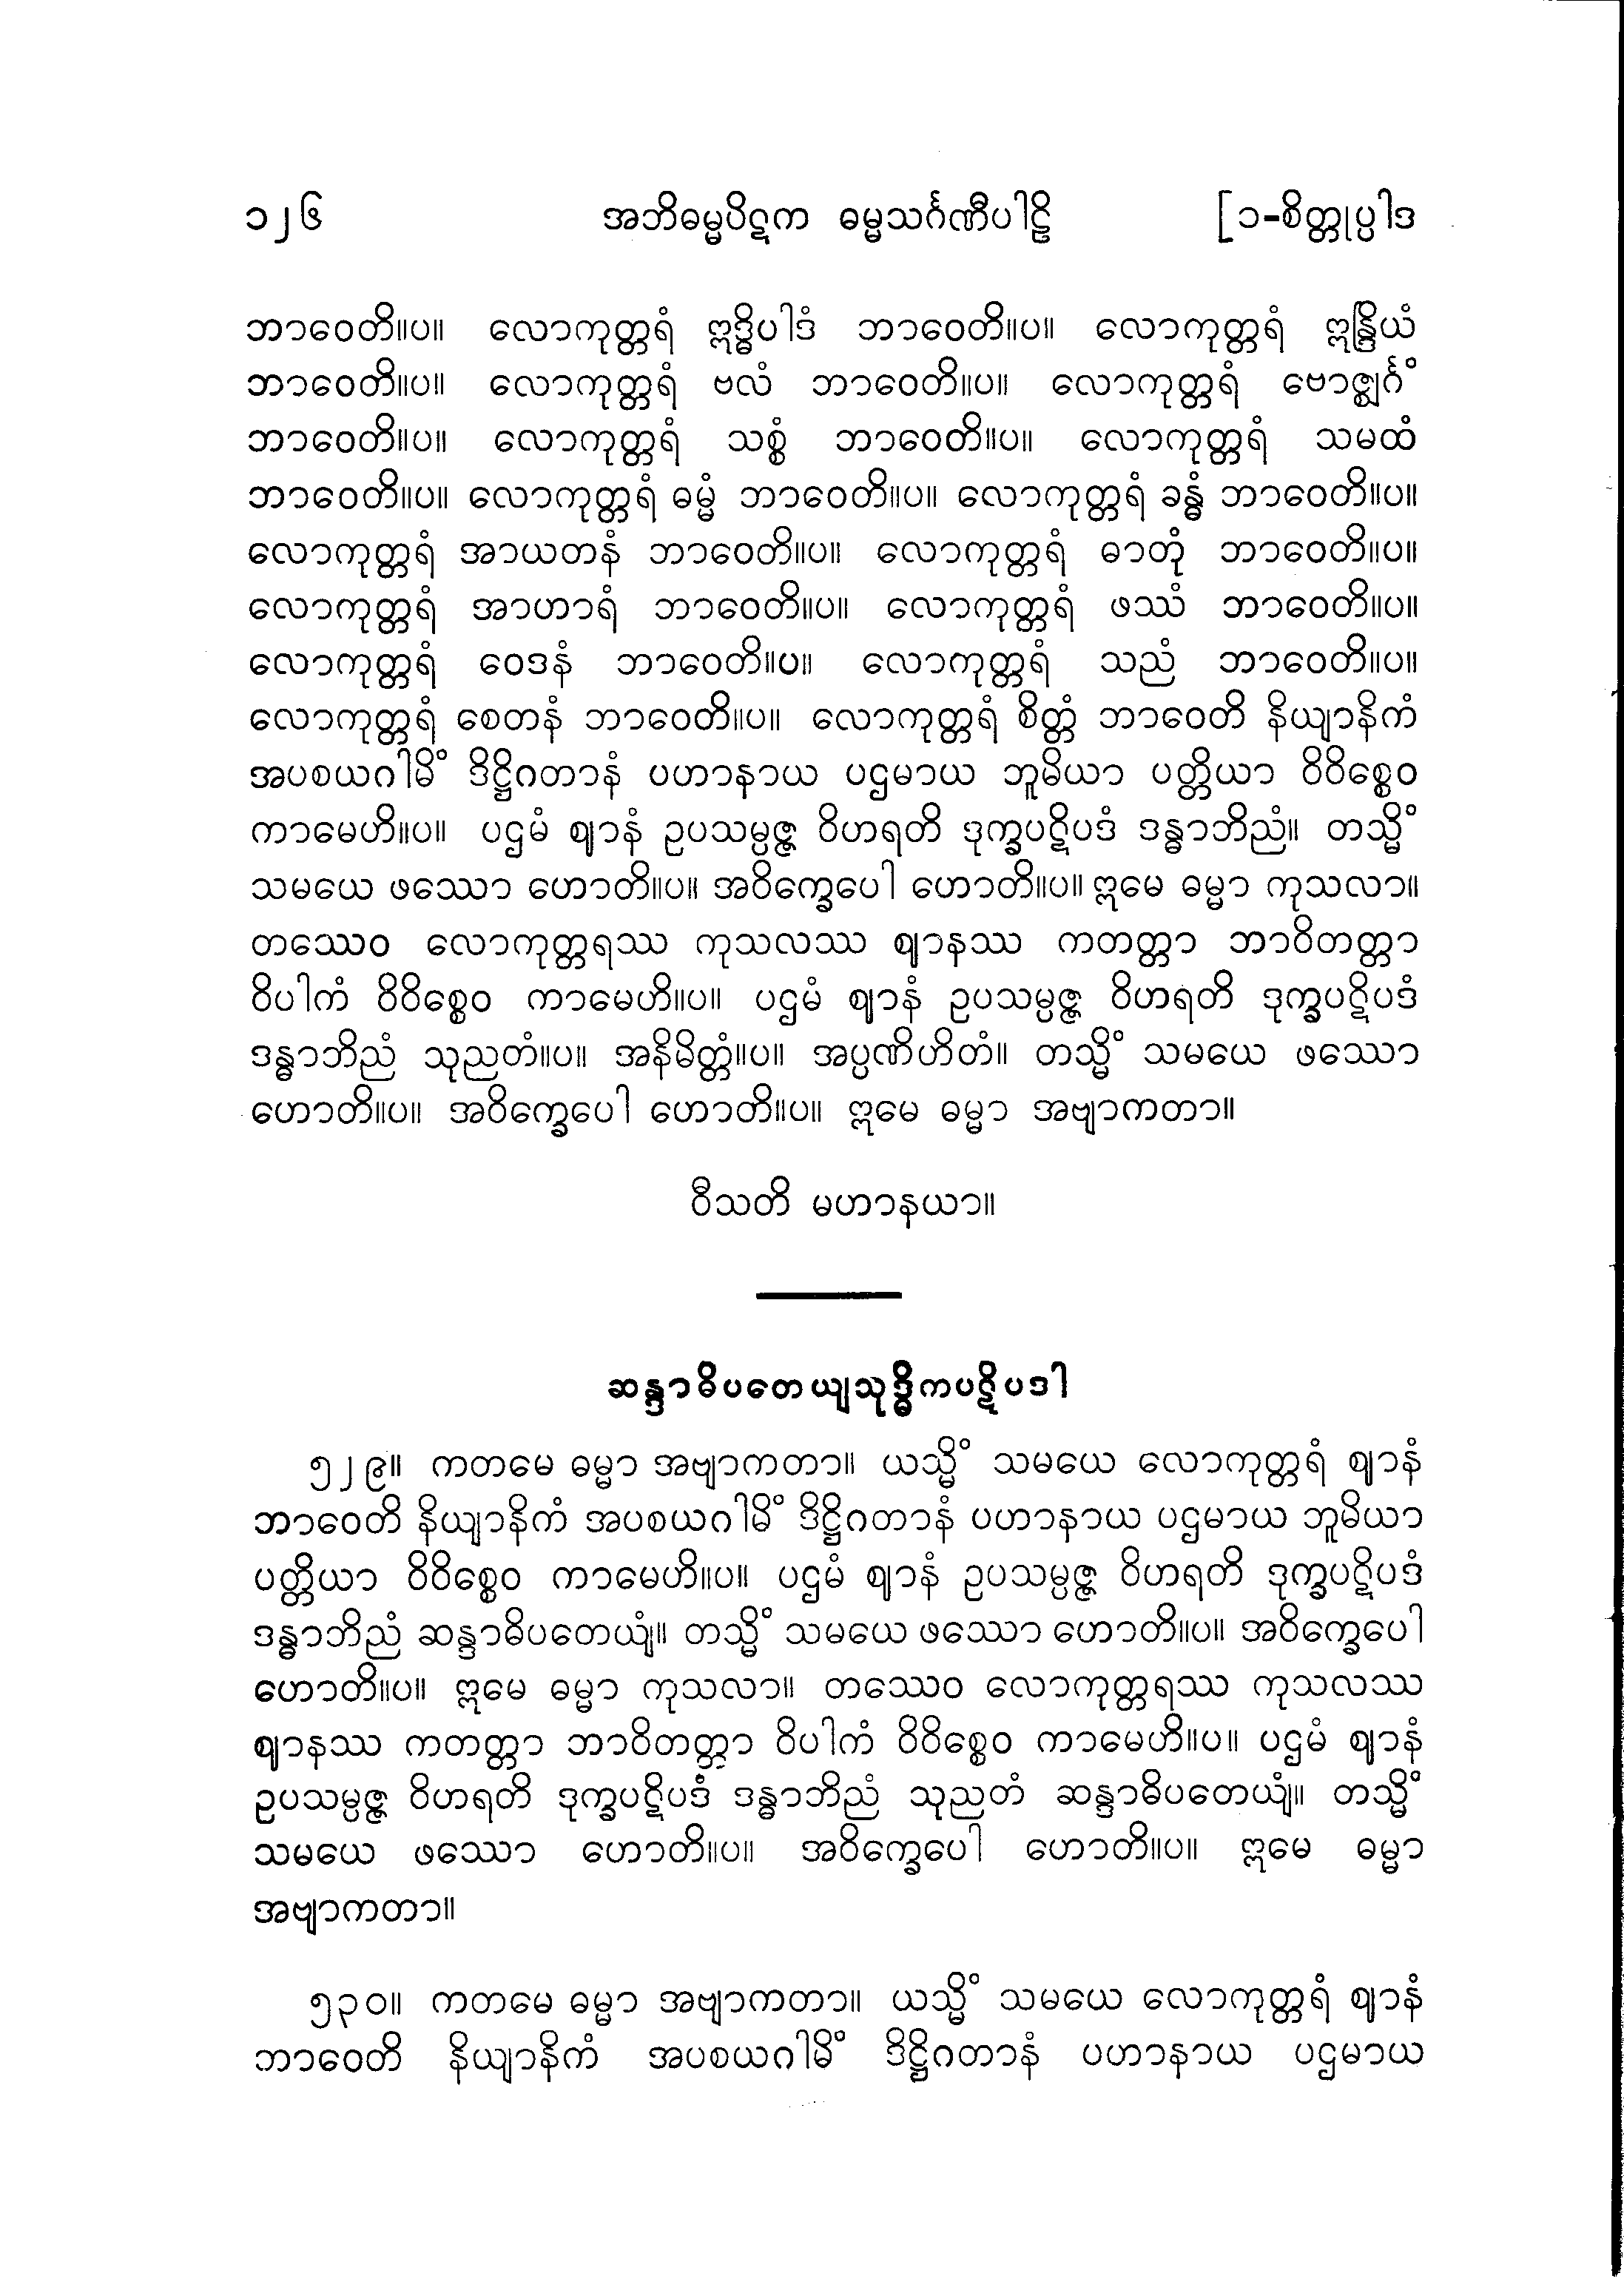 ၁၂၆ အဘိဓမ္မပိဋက ဓမ္မသင်္ဂဏီပါဠိ [၁-စိတ္တုပ္ပါဒ
ဘာဝေတိ။ပ။ လောကုတ္တရံ ဣဒ္ဓိပါဒံ ဘာဝေတိ။ပ။ လောကုတ္တရံ ဣန္ဒြိယံ
ဘာဝေတိ။ပ။ လောကုတ္တရံ ဗလံ ဘာဝေတိ။ပ။ လောကုတ္တရံ ဗောဇ္ဈင်္ဂံ
ဘာဝေတိ။ပ။ လောကုတ္တရံ သစ္စံ ဘာဝေတိ။ပ။ လောကုတ္တရံ သမထံ
ဘာဝေတိ။ပ။ လောကုတ္တရံ ဓမ္မံ ဘာဝေတိ။ပ။ လောကုတ္တရံ ခန္ဓံ ဘာဝေတိ။ပ။
လောကုတ္တရံ အာယတနံ ဘာဝေတိ။ပ။ လောကုတ္တရံ ဓာတုံ ဘာဝေတိ။ပ။
လောကုတ္တရံ အာဟာရံ ဘာဝေတိ။ပ။ လောကုတ္တရံ ဖဿံ ဘာဝေတိ။ပ။
လောကုတ္တရံ ဝေဒနံ ဘာဝေတိ။ပ။ လောကုတ္တရံ သညံ ဘာဝေတိ။ပ။
လောကုတ္တရံ စေတနံ ဘာဝေတိ။ပ။ လောကုတ္တရံ စိတ္တံ ဘာဝေတိ နိယျာနိကံ
အပစယဂါမိံ ဒိဋ္ဌိဂတာနံ ပဟာနာယ ပဌမာယ ဘူမိယာ ပတ္တိယာ ဝိဝိစ္စေဝ
ကာမေဟိ။ပ။ ပဌမံ ဈာနံ ဥပသမ္ပဇ္ဇ ဝိဟရတိ ဒုက္ခပဋိပဒံ ဒန္ဓာဘိညံ။ တသ္မိံ
သမယေ ဖဿော ဟောတိ။ပ။ အဝိက္ခေပေါ ဟောတိ။ပ။ ဣမေ ဓမ္မာ ကုသလာ။
တဿေဝ လောကုတ္တရဿ ကုသလဿ ဈာနဿ ကတတ္တာ ဘာဝိတတ္တာ
ဝိပါကံ ဝိဝိစ္စေဝ ကာမေဟိ။ပ။ ပဌမံ ဈာနံ ဥပသမ္ပဇ္ဇ ဝိဟရတိ ဒုက္ခပဋိပဒံ
ဒန္ဓာဘိညံ သုညတံ။ပ။ အနိမိတ္တံ။ပ။ အပ္ပဏိဟိတံ။ တသ္မိံ သမယေ ဖဿော
ဟောတိ။ပ။ အဝိက္ခေပေါ ဟောတိ။ပ။ ဣမေ ဓမ္မာ အဗျာကတာ။
ဝီသတိ မဟာနယာ။
ဆန္ဒာဓိပတေယျသုဒ္ဓိကပဋိပဒါ
၅၂၉။ ကတမေ ဓမ္မာ အဗျာကတာ။ ယသ္မိံ သမယေ လောကုတ္တရံ ဈာနံ
ဘာဝေတိ နိယျာနိကံ အပစယဂါမိံ ဒိဋ္ဌိဂတာနံ ပဟာနာယ ပဌမာယ ဘူမိယာ
ပတ္တိယာ ဝိဝိစ္စေဝ ကာမေဟိ။ပ။ ပဌမံ ဈာနံ ဥပသမ္ပဇ္ဇ ဝိဟရတိ ဒုက္ခပဋိပဒံ
ဒန္ဓာဘိညံ ဆန္ဒာဓိပတေယျံ။ တသ္မိံ သမယေ ဖဿော ဟောတိ။ပ။ အဝိက္ခေပေါ
ဟောတိ။ပ။ ဣမေ ဓမ္မာ ကုသလာ။ တဿေဝ လောကုတ္တရဿ ကုသလဿ
ဈာနဿ ကတတ္တာ ဘာဝိတတ္တာ ဝိပါကံ ဝိဝိစ္စေဝ ကာမေဟိ။ပ။ ပဌမံ ဈာနံ
ဥပသမ္ပဇ္ဇ ဝိဟရတိ ဒုက္ခပဋိပဒံ ဒန္ဓာဘိညံ သုညတံ ဆန္ဒာဓိပတေယျံ။ တသ္မိံ
သမယေ ဖဿော ဟောတိ။ပ။ အဝိက္ခေပေါ ဟောတိ။ပ။ ဣမေ ဓမ္မာ
အဗျာကတာ။
၅၃၀။ ကတမေ ဓမ္မာ အဗျာကတာ။ ယသ္မိံ သမယေ လောကုတ္တရံ ဈာနံ
ဘာဝေတိ နိယျာနိကံ အပစယဂါမိံ ဒိဋ္ဌိဂတာနံ ပဟာနာယ ပဌမာယ